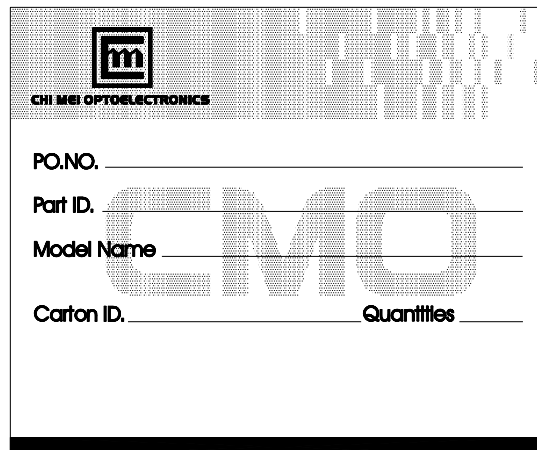 CHI MEI OPTOELECTRONICS
PO.NO.
Part ID.
CMO
Model Name
Carton ID. Quantities